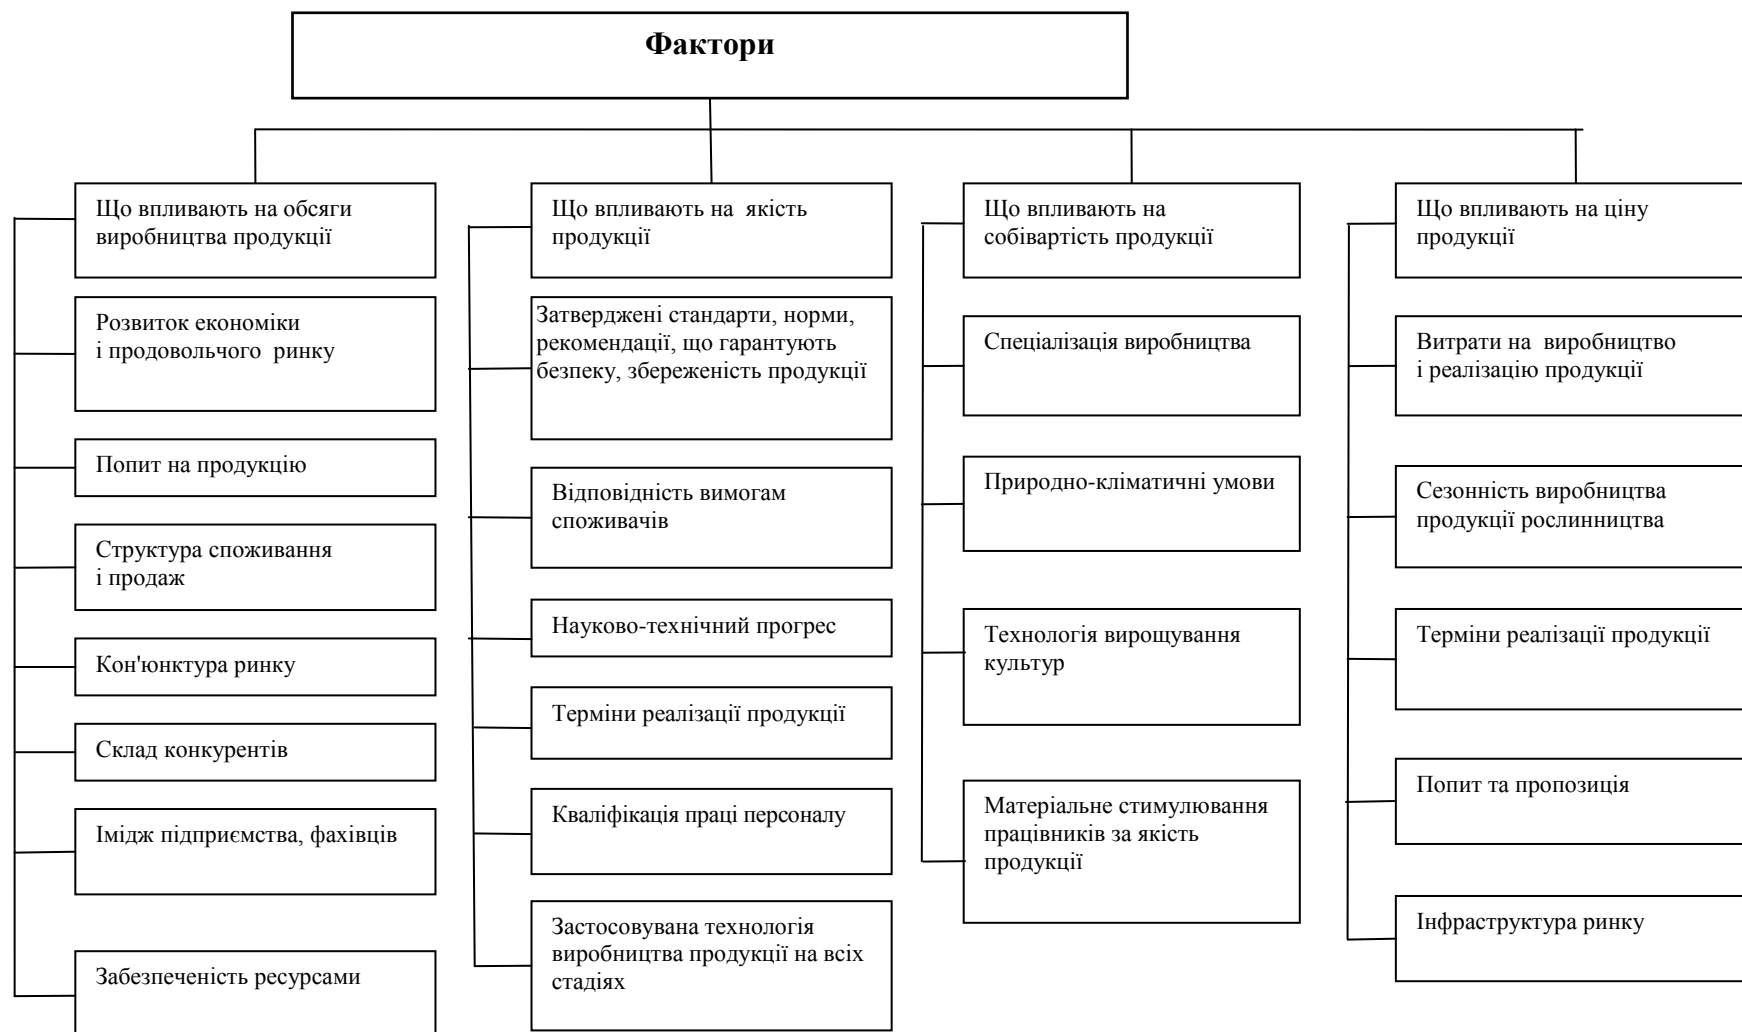 Фактори
Що впливають на обсяги
виробництва продукції
Розвиток економіки
і продовольчого ринку
Попит на продукцію
Структура споживання
і продаж
Кон'юнктура ринку
Склад конкурентів
Імідж підприємства, фахівців
Забезпеченість ресурсами
Що впливають на якість
продукції
Затверджені стандарти, норми,
рекомендації, що гарантують
безпеку, збереженість продукції
Відповідність вимогам
споживачів
Науково-технічний прогрес
Терміни реалізації продукції
Кваліфікація праці персоналу
Застосовувана технологія
виробництва продукції на всіх
стадіях
Що впливають на
собівартість продукції
Спеціалізація виробництва
Природно-кліматичні умови
Технологія вирощування
культур
Матеріальне стимулювання
працівників за якість
продукції
Що впливають на ціну
продукції
Витрати на виробництво
і реалізацію продукції
Сезонність виробництва
продукції рослинництва
Терміни реалізації продукції
Попит та пропозиція
Інфраструктура ринку